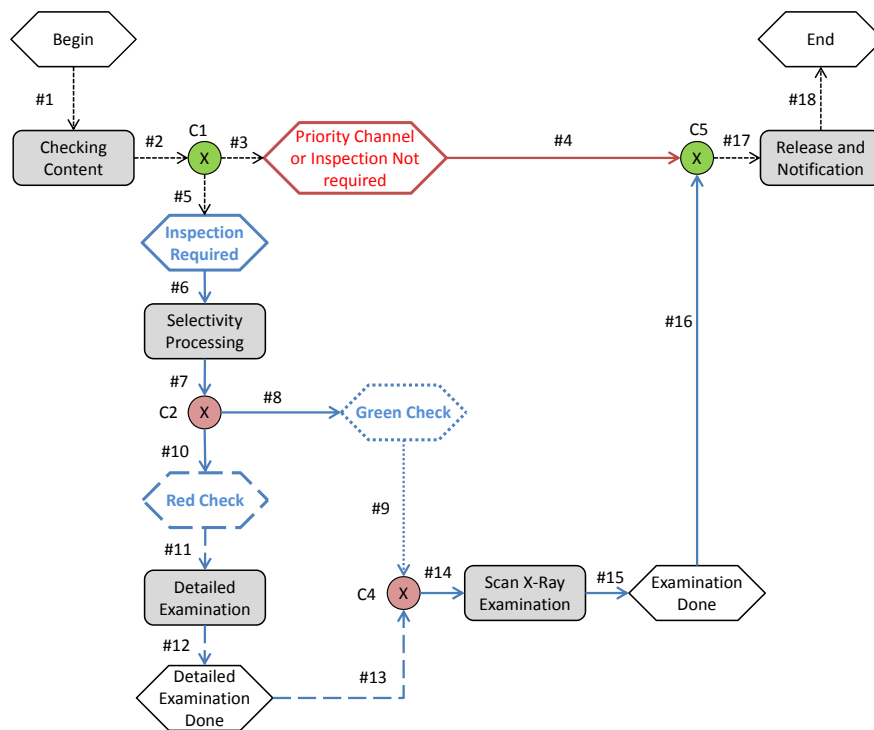 Begin
End
#1
#18
C1
C5
#2
#3
#4
#17
Checking
Content
X
Priority Channel
or Inspection Not
required
X
Release and
Notification
#5
Inspection
Required
#6
#16
Selectivity
Processing
#7
#8
C2
X
Green Check
#10
Red Check
#9
#11
Detailed
Examination
C4
X
#14
Scan X-Ray
Examination
#15
Examination
Done
#12
#13
Detailed
Examination
Done